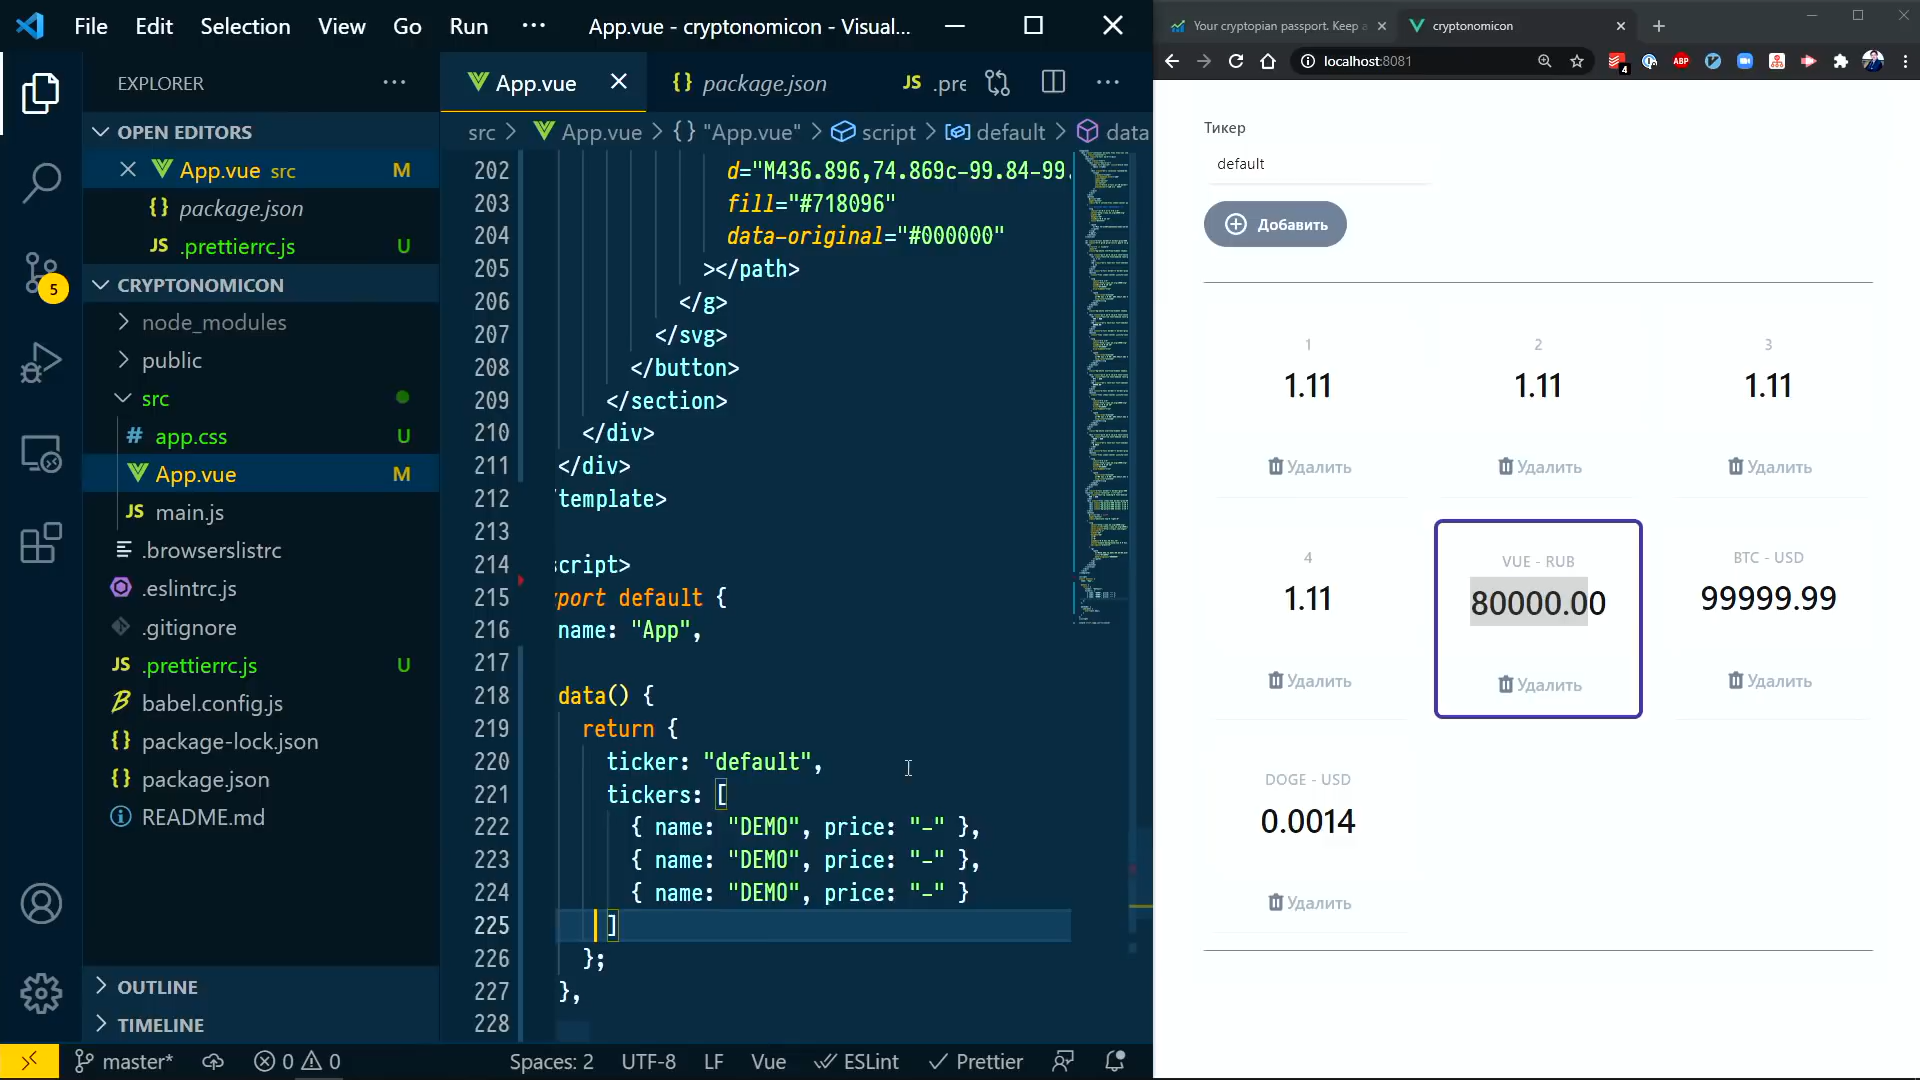 File Edit Selection View Go Run ··· App.vue - cryptonomicon - Visual...
EXPLORER
OPEN EDITORS
App.vue src M
package.json
.prettierrc.js U
CRYPTONOMICON
node_modules
public
src
app.css U
App.vue M
main.js
.browserslistrc
.eslintrc.js
.gitignore
.prettierrc.js U
babel.config.js
package-lock.json
package.json
README.md
OUTLINE
TIMELINE
5
App.vue package.json JS .pre
src > App.vue > {} "App.vue" > script > default > data
202 d="M436.896,74.869c-99.84-99.
203 fill="#718096"
204 data-original="#000000"
205 ></path>
206 </g>
207 </svg>
208 </button>
209 </section>
210 </div>
211 </div>
212 /template>
213
214 script>
215 port default {
216 name: "App",
217
218 data() {
219 return {
220 ticker: "default",
221 tickers: [
222 { name: "DEMO", price: "-" },
223 { name: "DEMO", price: "-" },
224 { name: "DEMO", price: "-" }
225 ]
226 };
227 },
228
master* 0 0 Spaces: 2 UTF-8 LF Vue ESLint Prettier
Your cryptopian passport. Keep a
cryptonomicon
localhost:8081
ABP
4
Тикер
default
Добавить
1
1.11
Удалить
2
1.11
Удалить
3
1.11
Удалить
4
1.11
Удалить
VUE - RUB
80000.00
Удалить
BTC - USD
99999.99
Удалить
DOGE - USD
0.0014
Удалить